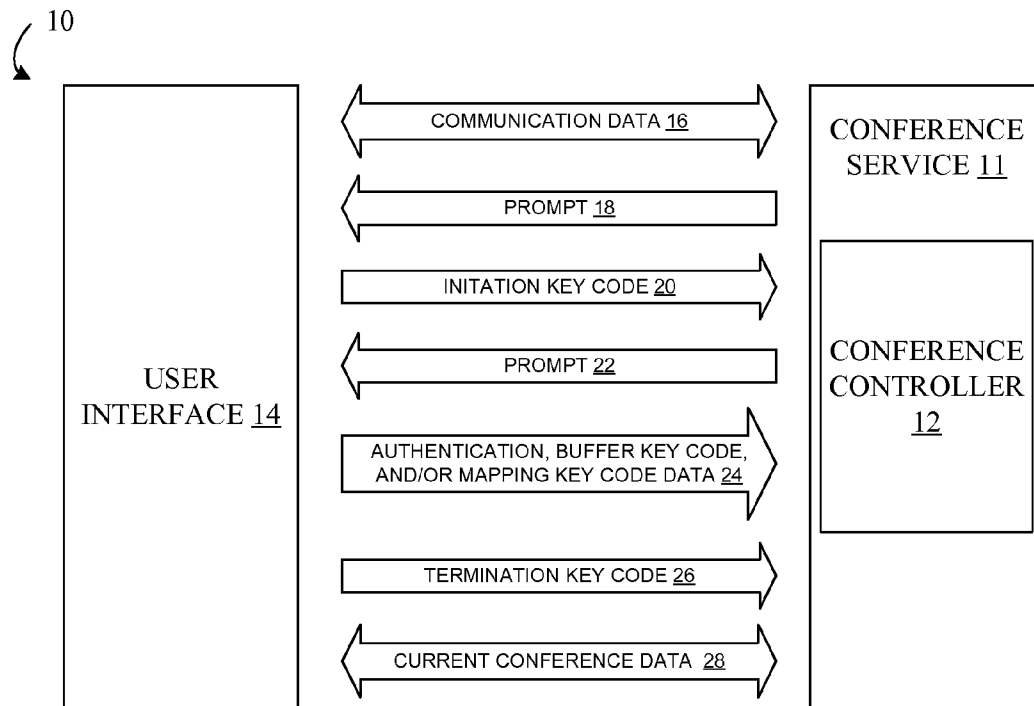 10
COMMUNICATION DATA 16
CONFERENCE
SERVICE 11
PROMPT 18
INITATION KEY CODE 20
PROMPT 22
USER
INTERFACE 14
CONFERENCE
CONTROLLER
12
AUTHENTICATION, BUFFER KEY CODE,
AND/OR MAPPING KEY CODE DATA 24
TERMINATION KEY CODE 26
CURRENT CONFERENCE DATA 28